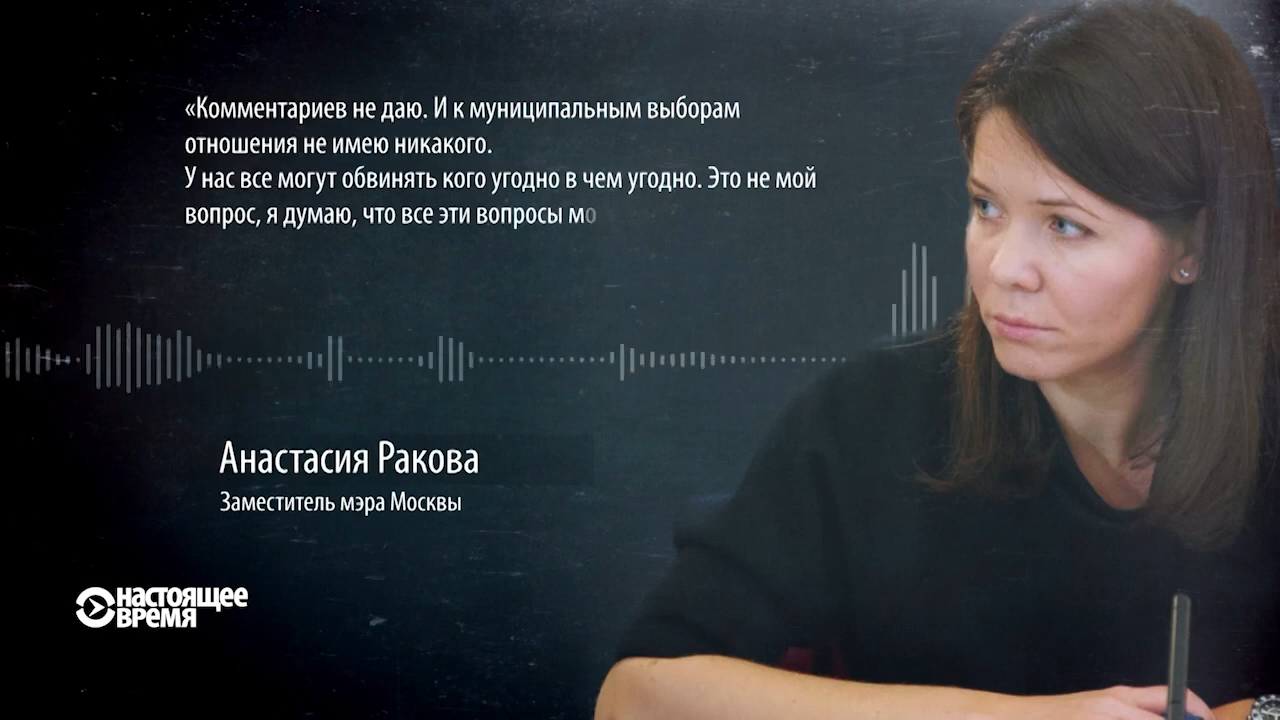 «Комментариев не даю. И к муниципальным выборам
отношения не имею никакого.
У нас все могут обвинять кого угодно в чем угодно. Это не мой
вопрос, я думаю, что все эти вопросы мо
Анастасия Ракова
Заместитель мэра Москвы
НАСТОЯЩЕЕ
ВРЕМЯ